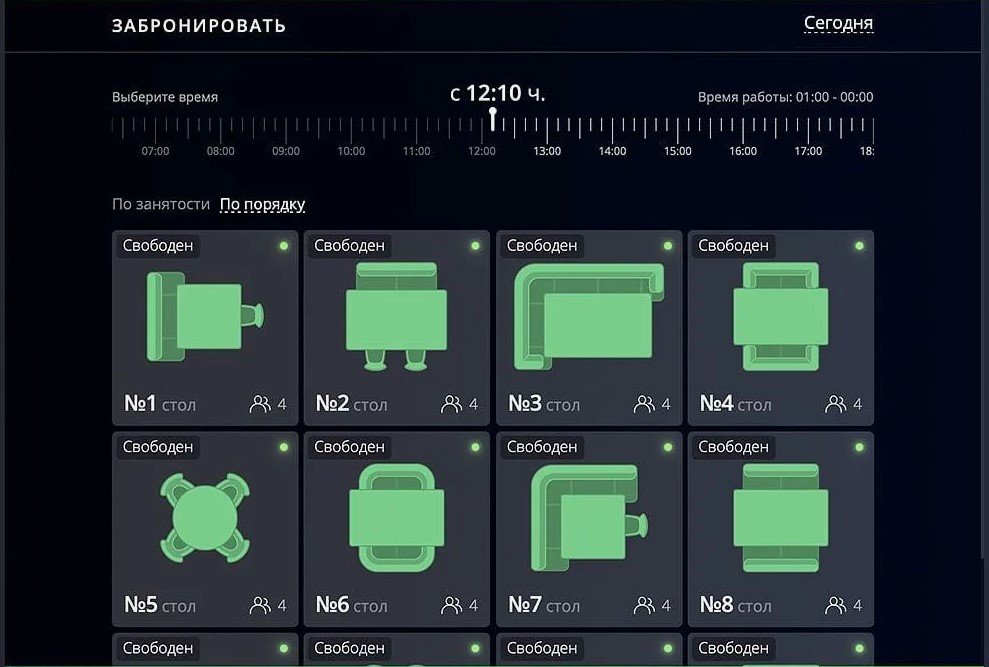 ЗАБРОНИРОВАТЬ Сегодня
Выберите время с 12:10 ч. Время работы: 01:00 - 00:00
07:00 08:00 09:00 10:00 11:00 12:00 13:00 14:00 15:00 16:00 17:00 18:
По занятости По порядку
Свободен Свободен Свободен Свободен
№1 стол 4 №2 стол 4 №3 стол 4 №4 стол 4
Свободен Свободен Свободен Свободен
№5 стол 4 №6 стол 4 №7 стол 4 №8 стол 4
Свободен Свободен Свободен Свободен